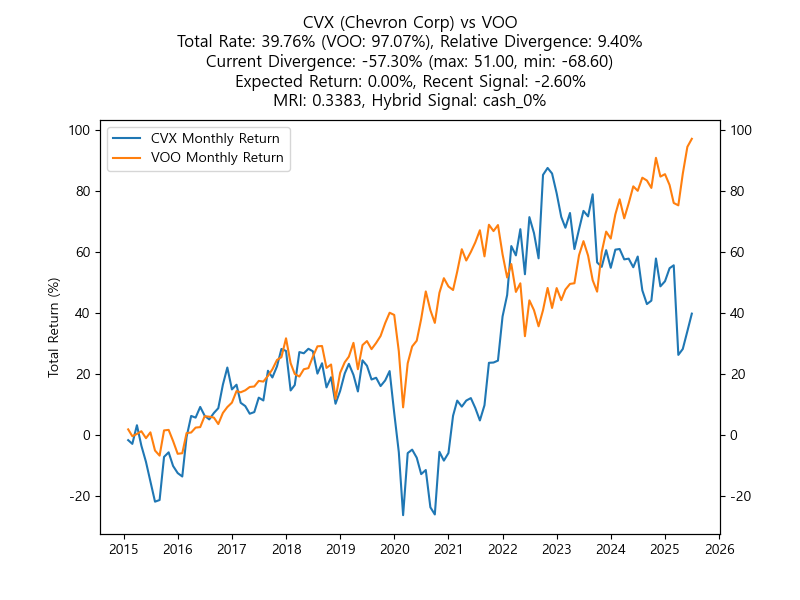 CVX (Chevron Corp) vs VOO
Total Rate: 39.76% (VOO: 97.07%), Relative Divergence: 9.40%
Current Divergence: -57.30% (max: 51.00, min: -68.60)
Expected Return: 0.00%, Recent Signal: -2.60%
MRI: 0.3383, Hybrid Signal: cash_0%
CVX Monthly Return
VOO Monthly Return
Total Return (%)
100
80
60
40
20
0
-20
100
80
60
40
20
0
-20
2015 2016 2017 2018 2019 2020 2021 2022 2023 2024 2025 2026